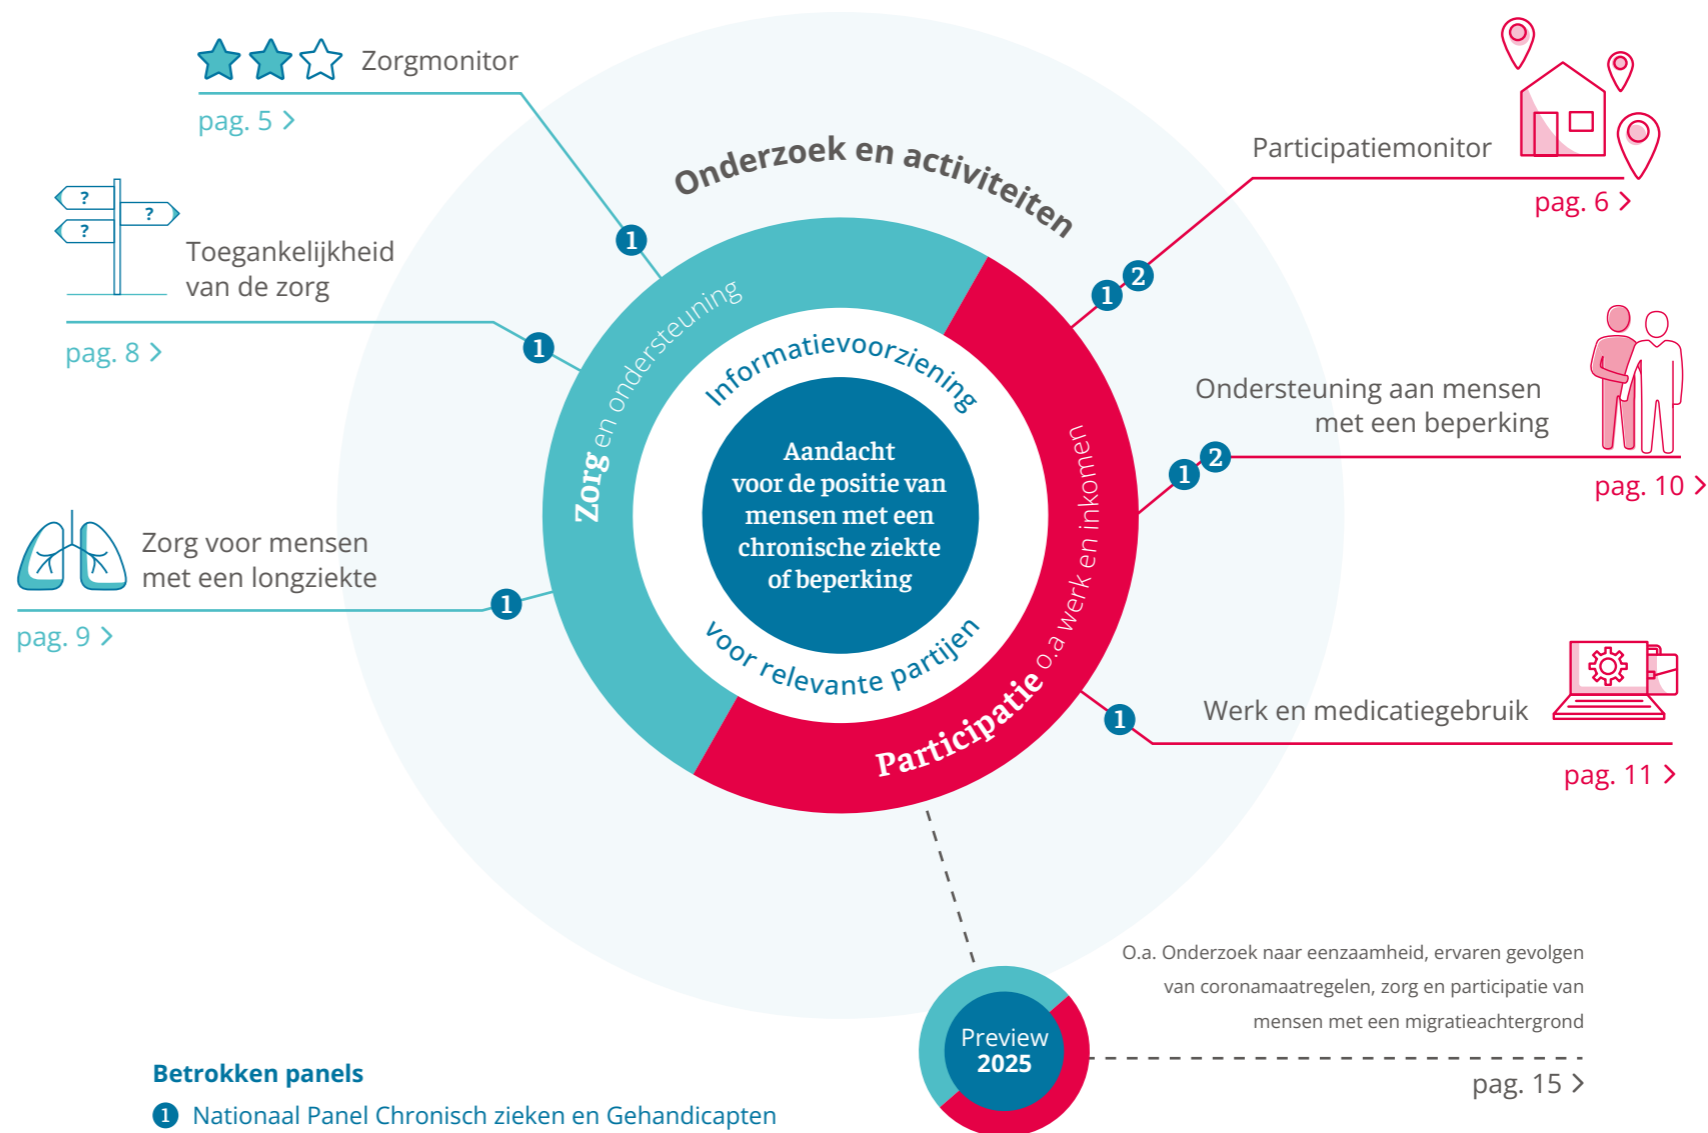 Zorgmonitor
pag. 5 >
? ? ?
Toegankelijkheid
van de zorg
pag. 8 >
Zorg voor mensen
met een longziekte
pag. 9 >
Onderzoek en activiteiten
1
1
1
Zorg en ondersteuning
Informatievoorziening
voor relevante partijen
Aandacht
voor de positie van
mensen met een
chronische ziekte
of beperking
Participatie o.a werk en inkomen
Participatiemonitor
pag. 6 >
1 2
Ondersteuning aan mensen
met een beperking
pag. 10 >
1 2
Werk en medicatiegebruik
pag. 11 >
1
O.a. Onderzoek naar eenzaamheid, ervaren gevolgen
van coronamaatregelen, zorg en participatie van
mensen met een migratieachtergrond
Preview
2025
pag. 15 >
Betrokken panels
1 Nationaal Panel Chronisch zieken en Gehandicapten